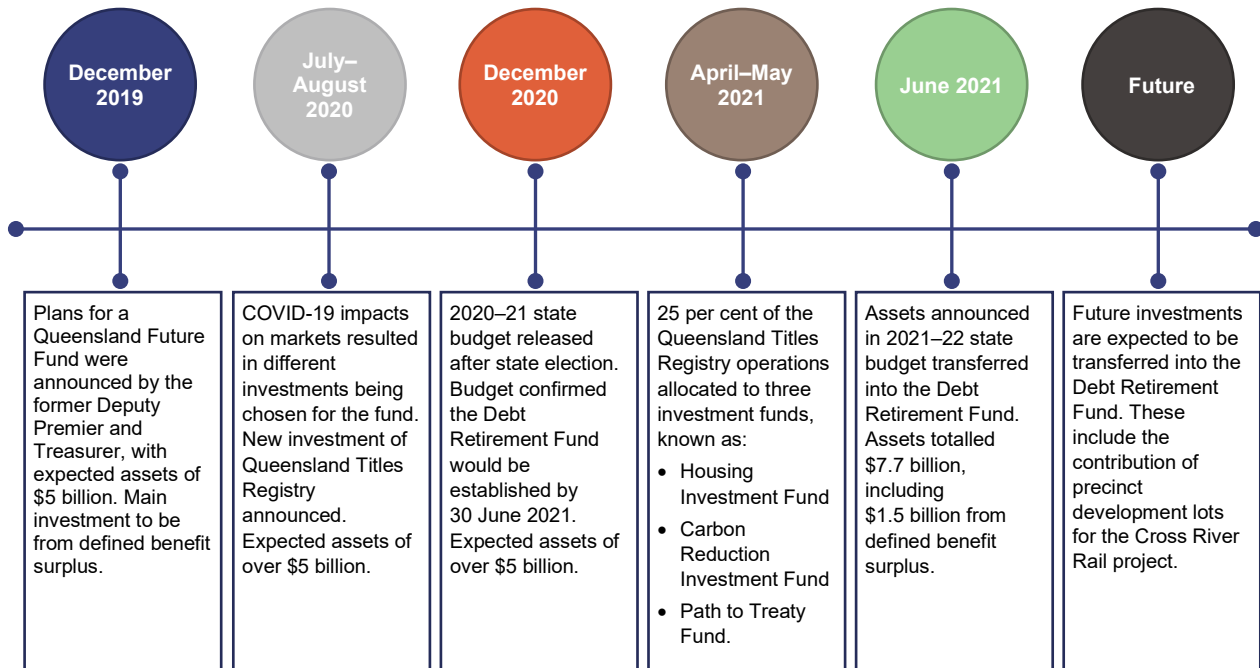 December
2019
July–
August
2020
December
2020
April–May
2021
June 2021
Future
Plans for a
Queensland Future
Fund were
announced by the
former Deputy
Premier and
Treasurer, with
expected assets of
$5 billion. Main
investment to be
from defined benefit
surplus.
COVID-19 impacts
on markets resulted
in different
investments being
chosen for the fund.
New investment of
Queensland Titles
Registry
announced.
Expected assets of
over $5 billion.
2020–21 state
budget released
after state election.
Budget confirmed
the Debt
Retirement Fund
would be
established by
30 June 2021.
Expected assets of
over $5 billion.
25 per cent of the
Queensland Titles
Registry operations
allocated to three
investment funds,
known as:
• Housing
Investment Fund
• Carbon
Reduction
Investment Fund
• Path to Treaty
Fund.
Assets announced
in 2021–22 state
budget transferred
into the Debt
Retirement Fund.
Assets totalled
$7.7 billion,
including
$1.5 billion from
defined benefit
surplus.
Future investments
are expected to be
transferred into the
Debt Retirement
Fund. These
include the
contribution of
precinct
development lots
for the Cross River
Rail project.